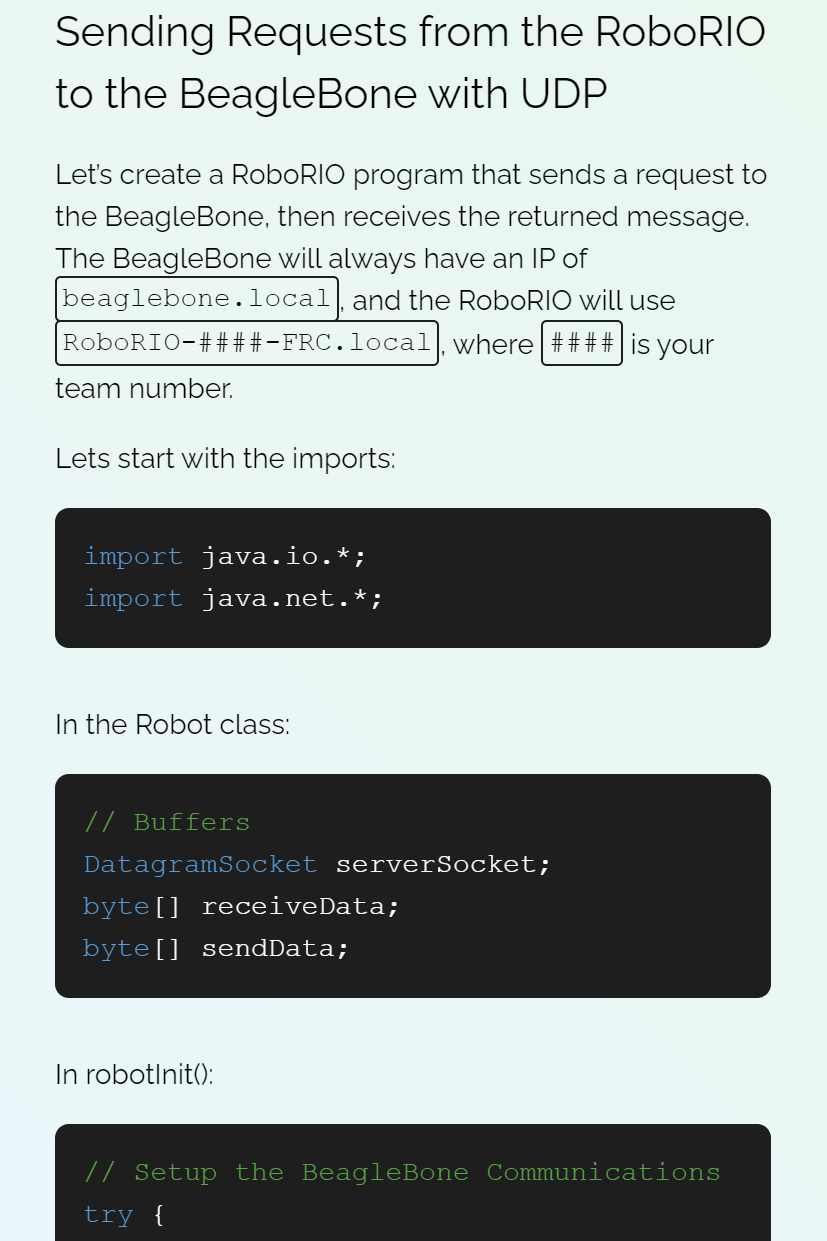 Sending Requests from the RoboRIO
to the BeagleBone with UDP
Let’s create a RoboRIO program that sends a request to
the BeagleBone, then receives the returned message.
The BeagleBone will always have an IP of
beaglebone.local, and the RoboRIO will use
RoboRIO-####-FRC.local, where #### is your
team number.
Lets start with the imports:
import java.io.*;
import java.net.*;
In the Robot class:
// Buffers
DatagramSocket serverSocket;
byte[] receiveData;
byte[] sendData;
In robotInit():
// Setup the BeagleBone Communications
try {